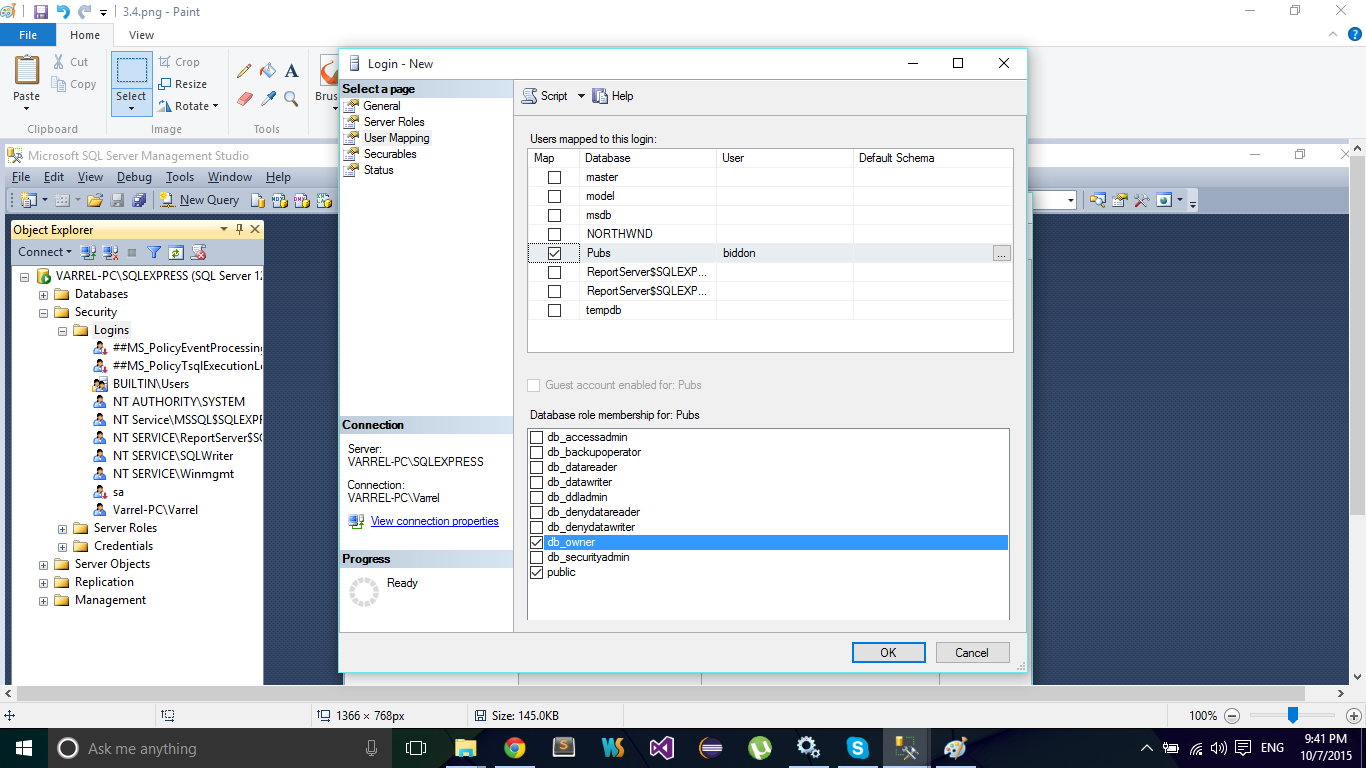 3.4.png - Paint
File Home View
Paste
Cut
Copy
Clipboard
Select
Crop
Resize
Rotate
Image
A
Tools
Microsoft SQL Server Management Studio
File Edit View Debug Tools Window Help
New Query
Object Explorer
Connect
VARREL-PC\SQLEXPRESS (SQL Server 12
Databases
Security
Logins
##MS_PolicyEventProcessing
##MS_PolicyTsqlExecutionL
BUILTIN\Users
NT AUTHORITY\SYSTEM
NT Service\MSSQL$SQLEXP
NT SERVICE\ReportServer$S
NT SERVICE\SQLWriter
NT SERVICE\Winmgmt
sa
Varrel-PC\Varrel
Server Roles
Credentials
Server Objects
Replication
Management
Login - New
Select a page
General
Server Roles
User Mapping
Securables
Status
Connection
Server:
VARREL-PC\SQLEXPRESS
Connection:
VARREL-PC\Varrel
View connection properties
Progress
Ready
Script Help
Users mapped to this login:
Map Database User Default Schema
master
model
msdb
NORTHWND
Pubs biddon ...
ReportServer$SQLEXP...
ReportServer$SQLEXP...
tempdb
Guest account enabled for: Pubs
Database role membership for: Pubs
db_accessadmin
db_backupoperator
db_datareader
db_datawriter
db_ddladmin
db_denydatareader
db_denydatawriter
db_owner
db_securityadmin
public
OK Cancel
1366 × 768px Size: 145.0KB 100%
Ask me anything
ENG
9:41 PM
10/7/2015